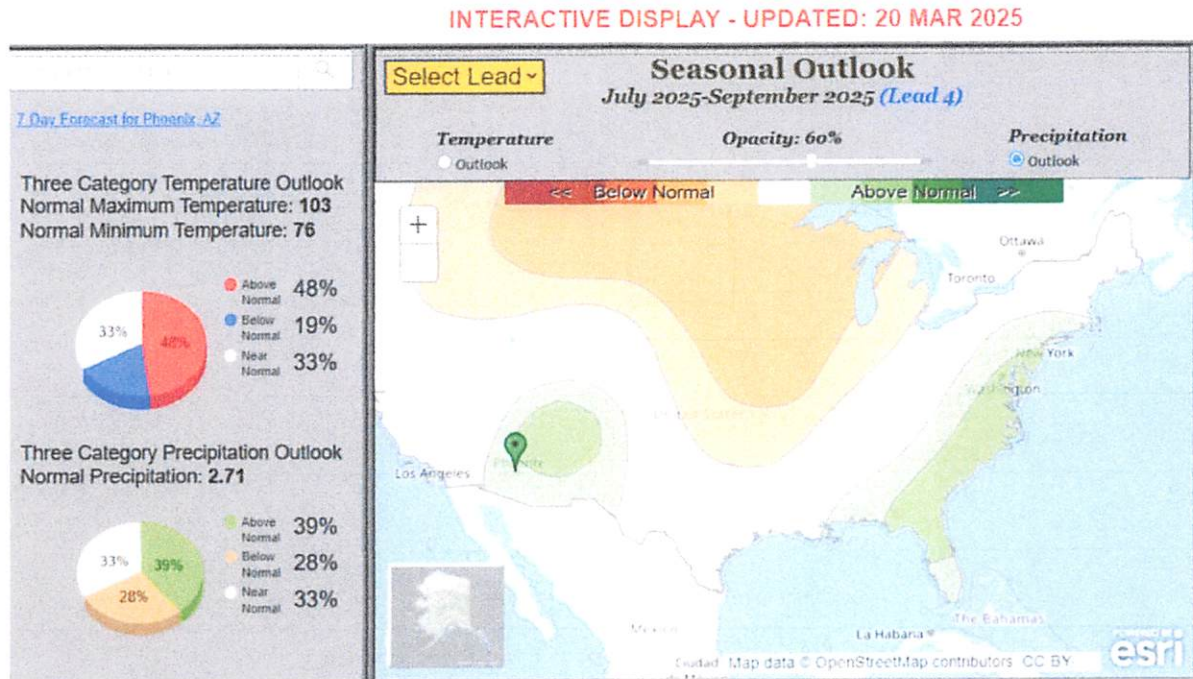 INTERACTIVE DISPLAY - UPDATED: 20 MAR 2025
Select Lead
Seasonal Outlook
July 2025-September 2025 (Lead 4)
7 Day Forecast for Phoenix, AZ
Temperature
Outlook
Opacity: 60%
Precipitation
Outlook
Three Category Temperature Outlook
Normal Maximum Temperature: 103
Normal Minimum Temperature: 76
33%
48%
Above Normal 48%
Below Normal 19%
Near Normal 33%
Three Category Precipitation Outlook
Normal Precipitation: 2.71
33%
39%
28%
Above Normal 39%
Below Normal 28%
Near Normal 33%
<< Below Normal
Above Normal >>
+
Ottawa
Toronto
New York
Washington
United States
Phoenix
Los Angeles
The Bahamas
Mexico
La Habana
Ciudad
Map data © OpenStreetMap contributors, CC BY
POWERED BY
esri